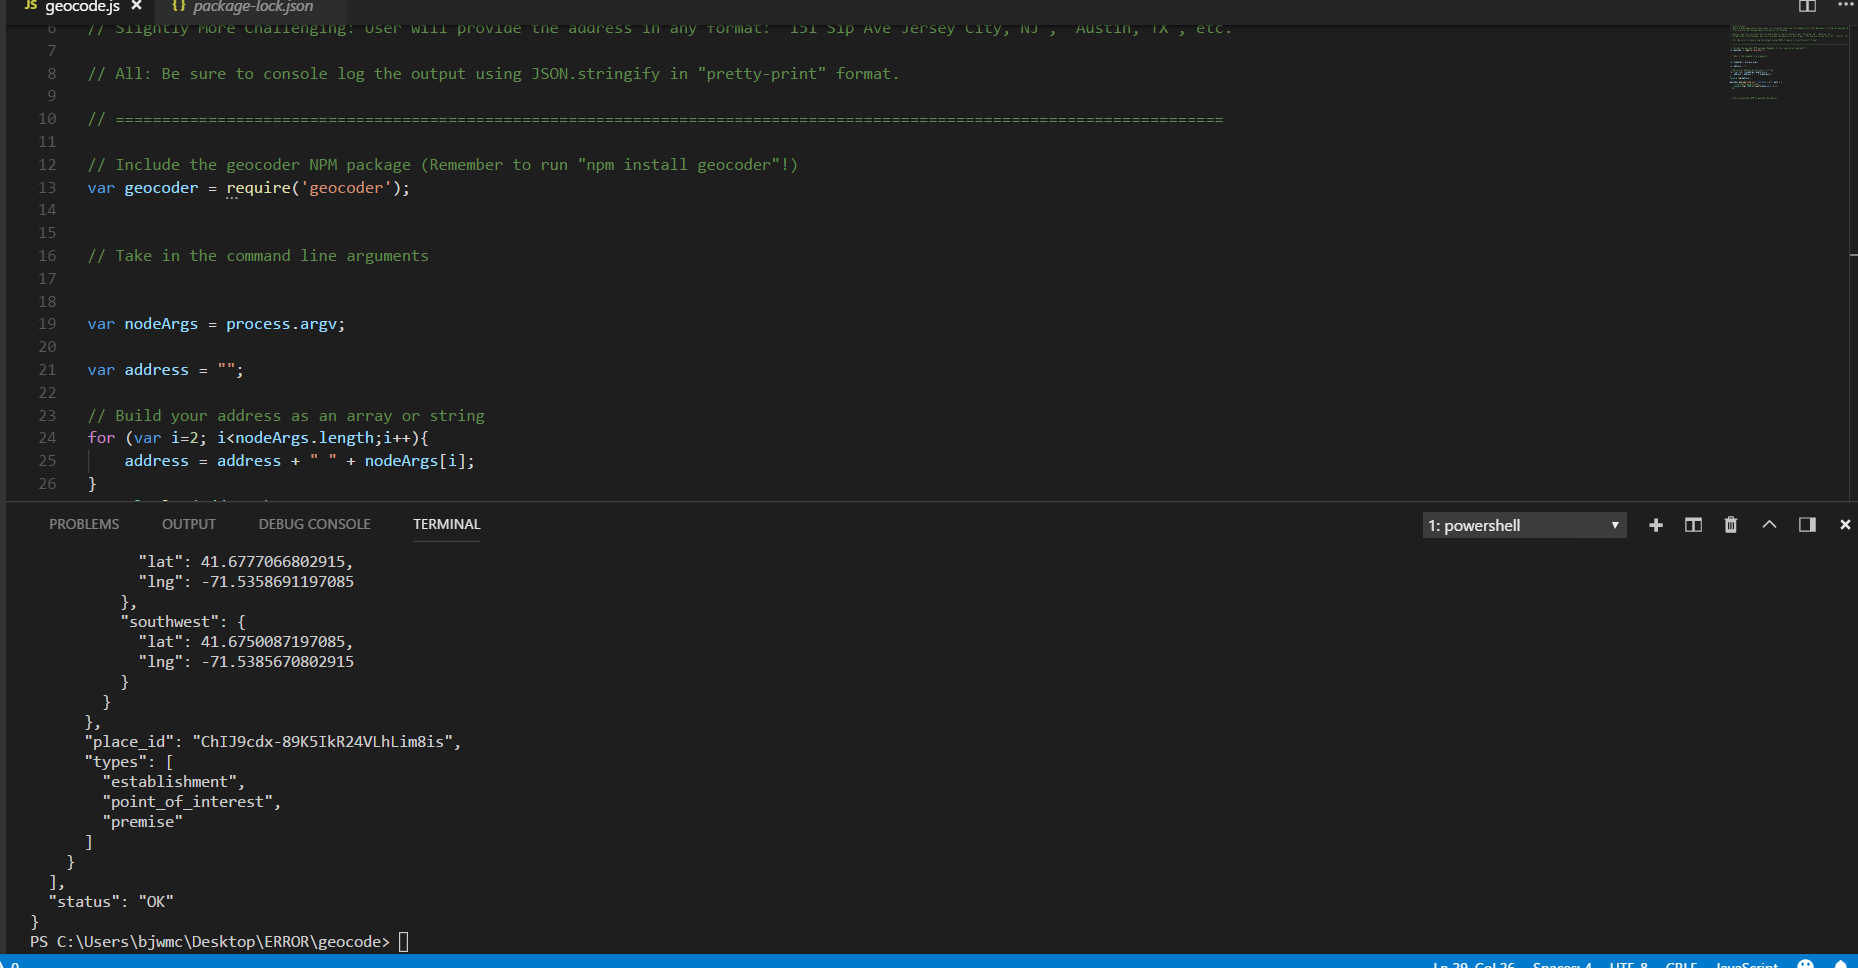 JS geocode.js × {} package-lock.json
6 // Slightly More Challenging: User will provide the address in any format: "151 Sip Ave Jersey City, NJ", "Austin, TX", etc.
7
8 // All: Be sure to console log the output using JSON.stringify in "pretty-print" format.
9
10 // ========================================================================================================================
11
12 // Include the geocoder NPM package (Remember to run "npm install geocoder"!)
13 var geocoder = require('geocoder');
14
15
16 // Take in the command line arguments
17
18
19 var nodeArgs = process.argv;
20
21 var address = "";
22
23 // Build your address as an array or string
24 for (var i=2; i<nodeArgs.length;i++){
25     address = address + " " + nodeArgs[i];
26 }
PROBLEMS OUTPUT DEBUG CONSOLE TERMINAL 1: powershell
"lat": 41.6777066802915,
"lng": -71.5358691197085
},
"southwest": {
"lat": 41.6750087197085,
"lng": -71.5385670802915
}
}
},
"place_id": "ChIJ9cdx-89K5IkR24VLhLim8is",
"types": [
"establishment",
"point_of_interest",
"premise"
]
}
],
"status": "OK"
}
PS C:\Users\bjwmc\Desktop\ERROR\geocode>
0 Ln 29, Col 26 Spaces: 4 UTF-8 CRLF JavaScript